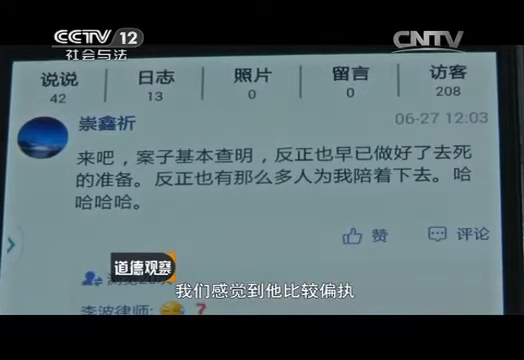 CCTV 12
社会与法
CNTV
说说 日志 照片 留言 访客
42 13 0 0 208
崇鑫祈
06-27 12:03
来吧，案子基本查明，反正也早已做好了去死
的准备。反正也有那么多人为我陪着下去。哈
哈哈哈哈。
赞 评论
道德观察
我们感觉到他比较偏执
李波律师: